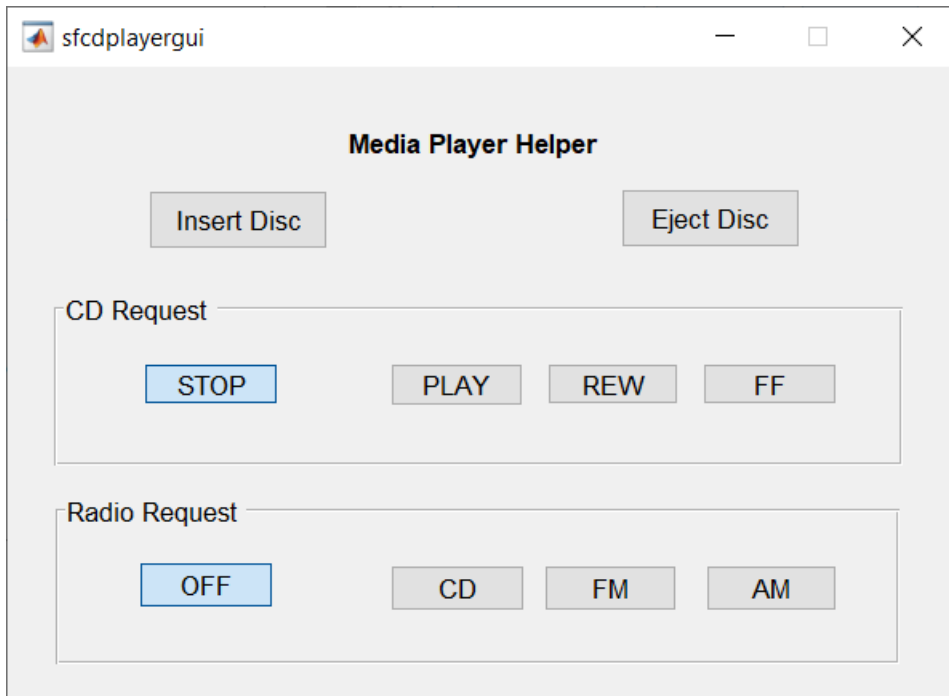 sfcdplayergui
Media Player Helper
Insert Disc Eject Disc
CD Request
STOP PLAY REW FF
Radio Request
OFF CD FM AM